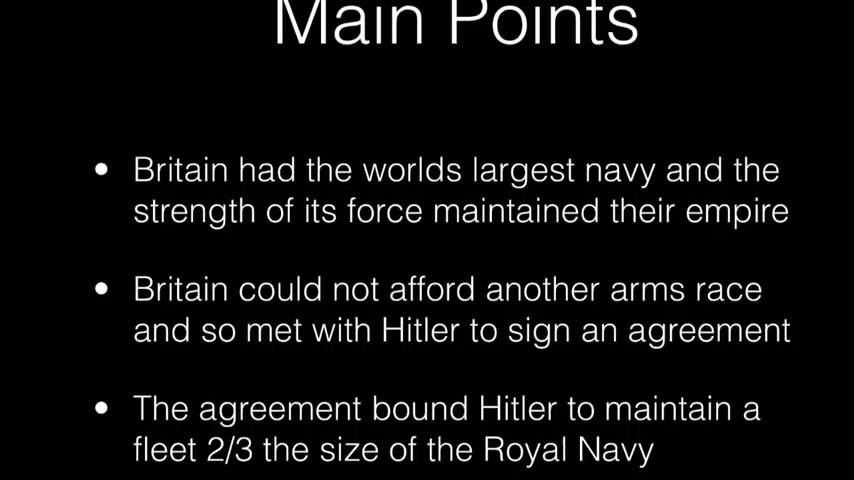 Main Points
• Britain had the worlds largest navy and the
strength of its force maintained their empire
• Britain could not afford another arms race
and so met with Hitler to sign an agreement
• The agreement bound Hitler to maintain a
fleet 2/3 the size of the Royal Navy